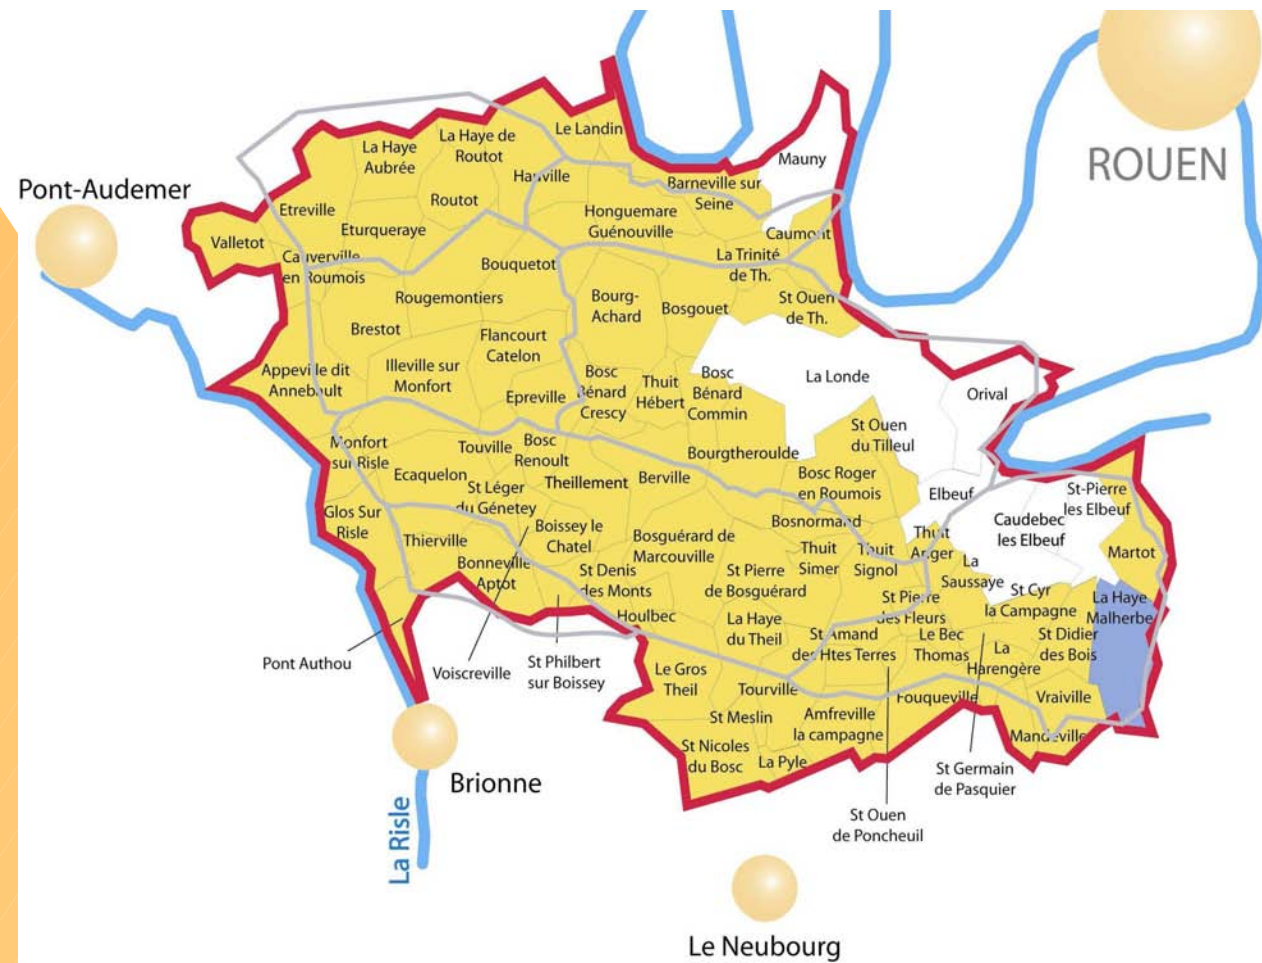 ROUEN
Pont-Audemer
Le Landin
La Haye de
Routot
La Haye
Aubrée
Mauny
Hauville
Barneville sur
Seine
Routot
Etreville
Honguemare
Guénouville
Eturqueraye
Valletot
Caumont
Cauverville
en Roumois
La Trinité
de Th.
Bouquetot
Rougemontiers
Bourg-
Achard
Bosgouet
St Ouen
de Th.
Brestot
Flancourt
Catelon
Appeville dit
Annebault
Illeville sur
Monfort
Bosc
Bénard
Crescy
Thuit
Hébert
Bosc
Bénard
Commin
La Londe
Orival
Epreville
St Ouen
du Tilleul
Monfort
sur Risle
Touville
Bosc
Renoult
Bourgtheroulde
Ecaquelon
Theillement
Berville
Bosc Roger
en Roumois
Elbeuf
St-Pierre
les Elbeuf
St Léger
du Génetey
Glos Sur
Risle
Boissey le
Chatel
Bosnormand
Caudebec
les Elbeuf
Thierville
Bosguérard de
Marcouville
Thuit
Simer
Thuit
Signol
Thuit
Anger
Martot
Bonneville
Aptot
St Denis
des Monts
St Pierre
de Bosguérard
La
Saussaye
St Cyr
la Campagne
La Haye
Malherbe
Houlbec
La Haye
du Theil
St Pierre
des Fleurs
St Amand
des Htes Terres
Le Bec
Thomas
La
Harengère
St Didier
des Bois
Pont Authou
Voiscreville
St Philbert
sur Boissey
Le Gros
Theil
Tourville
Fouqueville
Vraiville
St Meslin
Amfreville
la campagne
Mandeville
St Nicoles
du Bosc
La Pyle
St Germain
de Pasquier
Brionne
St Ouen
de Poncheuil
La Risle
Le Neubourg